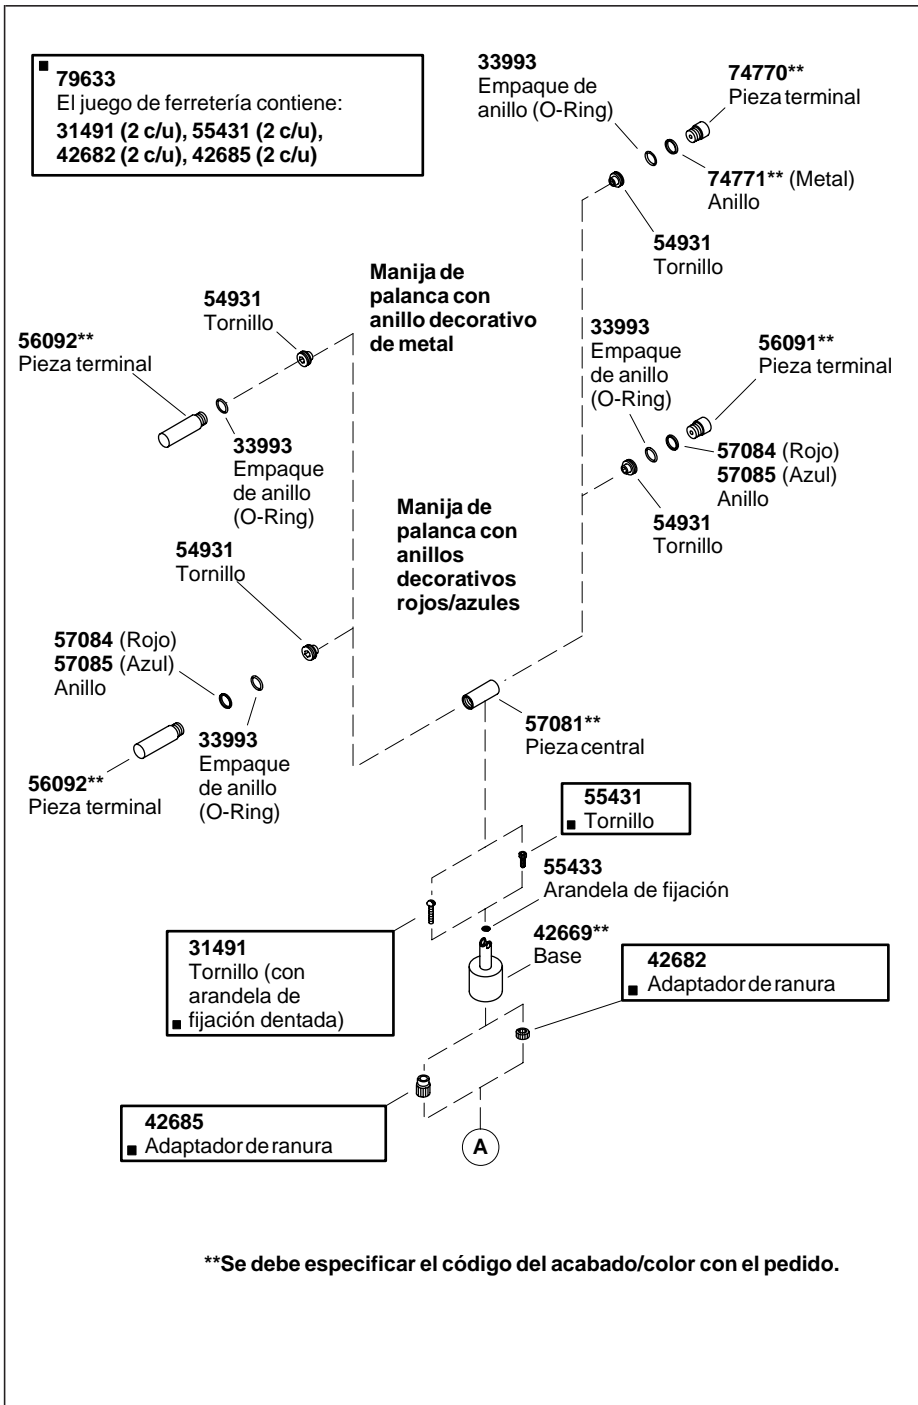 79633
El juego de ferretería contiene:
31491 (2 c/u), 55431 (2 c/u),
42682 (2 c/u), 42685 (2 c/u)
33993
Empaque de
anillo (O-Ring)
74770**
Pieza terminal
74771** (Metal)
Anillo
54931
Tornillo
Manija de
palanca con
anillo decorativo
de metal
54931
Tornillo
56092**
Pieza terminal
33993
Empaque
de anillo
(O-Ring)
33993
Empaque
de anillo
(O-Ring)
56091**
Pieza terminal
57084 (Rojo)
57085 (Azul)
Anillo
54931
Tornillo
Manija de
palanca con
anillos
decorativos
rojos/azules
54931
Tornillo
57084 (Rojo)
57085 (Azul)
Anillo
33993
Empaque
de anillo
(O-Ring)
56092**
Pieza terminal
57081**
Pieza central
55431
Tornillo
55433
Arandela de fijación
42669**
Base
31491
Tornillo (con
arandela de
fijación dentada)
42682
Adaptador de ranura
42685
Adaptador de ranura
A
**Se debe especificar el código del acabado/color con el pedido.